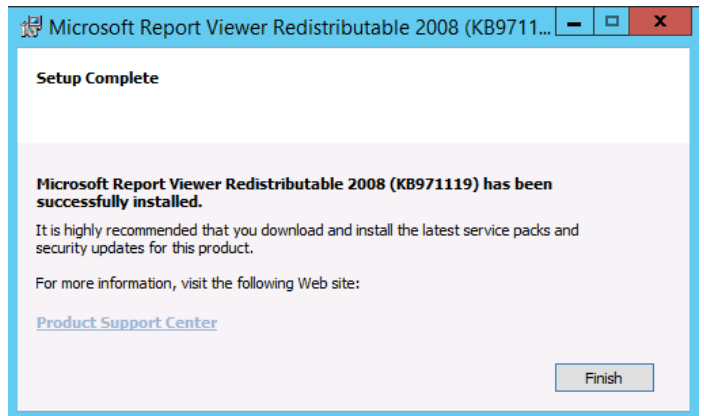 Microsoft Report Viewer Redistributable 2008 (KB9711...
Setup Complete
Microsoft Report Viewer Redistributable 2008 (KB971119) has been
successfully installed.
It is highly recommended that you download and install the latest service packs and
security updates for this product.
For more information, visit the following Web site:
Product Support Center
Finish